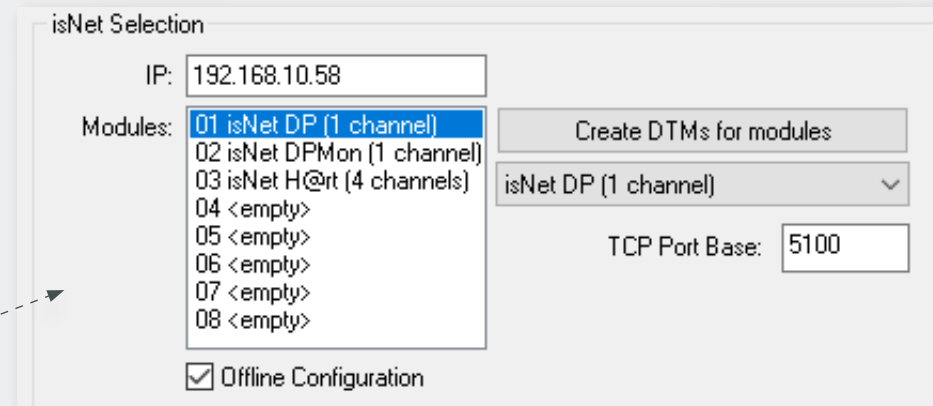 isNet Selection
IP: 192.168.10.58
Modules:
01 isNet DP (1 channel)
02 isNet DPMon (1 channel)
03 isNet H@rt (4 channels)
04 <empty>
05 <empty>
06 <empty>
07 <empty>
08 <empty>
Create DTMs for modules
isNet DP (1 channel)
TCP Port Base: 5100
Offline Configuration